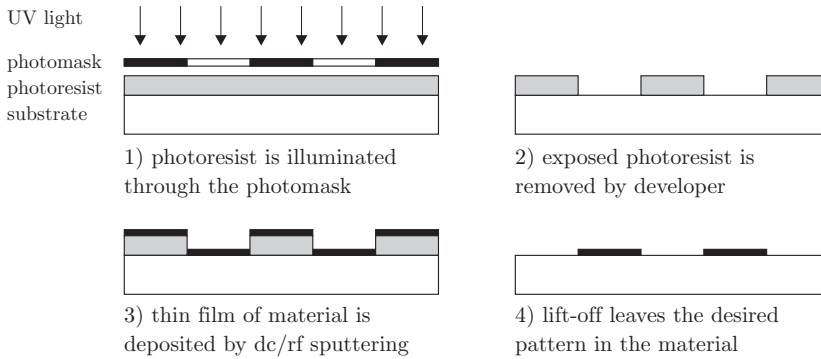 UV light
photomask
photoresist
substrate
1) photoresist is illuminated
through the photomask
2) exposed photoresist is
removed by developer
3) thin film of material is
deposited by dc/rf sputtering
4) lift-off leaves the desired
pattern in the material